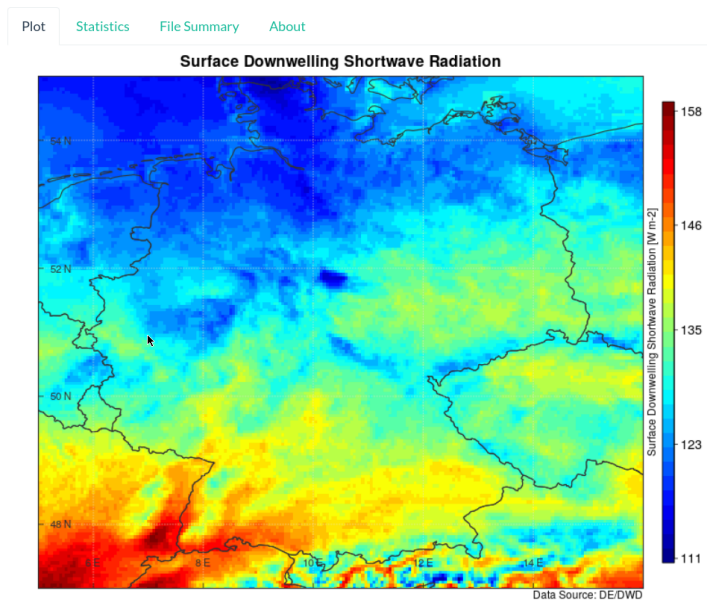 Plot Statistics File Summary About
Surface Downwelling Shortwave Radiation
54 N
52 N
50 N
48 N
6 E 8 E 10 E 12 E 14 E
158
146
135
123
111
Surface Downwelling Shortwave Radiation [W m-2]
Data Source: DE/DWD